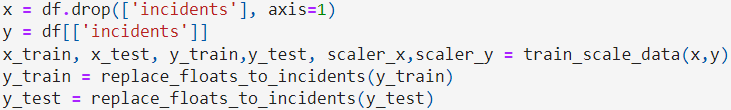 x = df.drop(['incidents'], axis=1)
y = df[['incidents']]
x_train, x_test, y_train,y_test, scaler_x,scaler_y = train_scale_data(x,y)
y_train = replace_floats_to_incidents(y_train)
y_test = replace_floats_to_incidents(y_test)